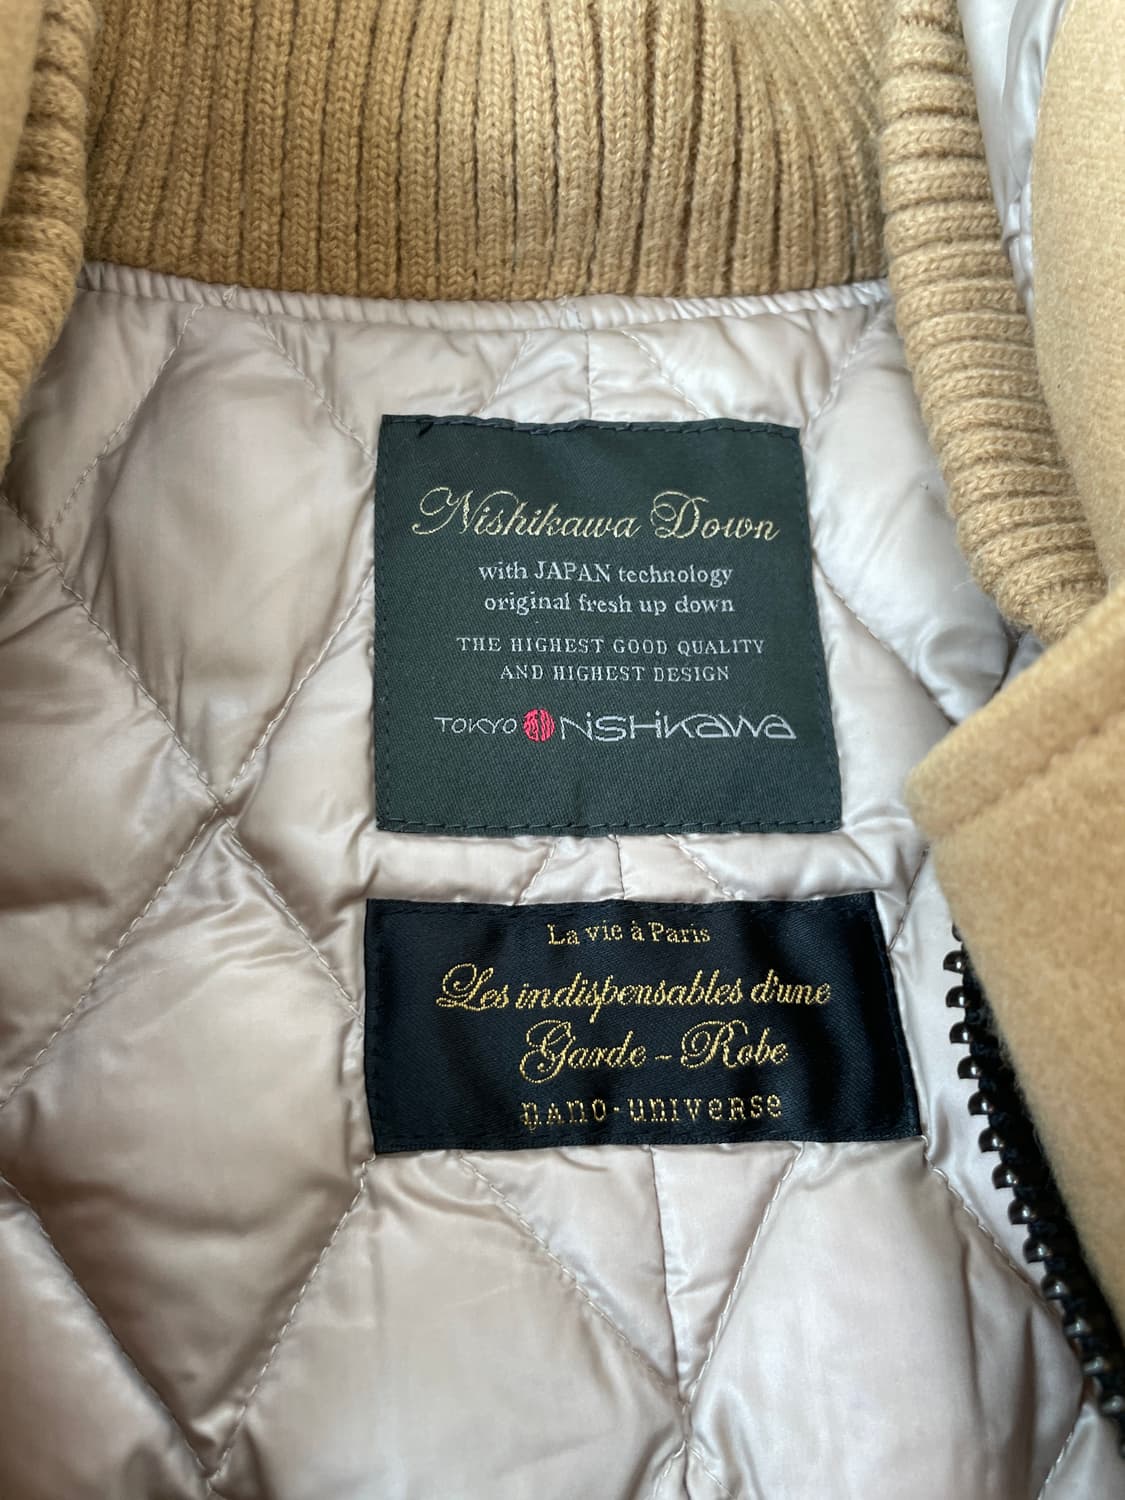 Nishikawa Down
with JAPAN technology
original fresh up down
THE HIGHEST GOOD QUALITY
AND HIGHEST DESIGN
TOKYO NiSHiKaWa
La vie à Paris
Les indispensables d'une
Garde - Robe
nano·universe